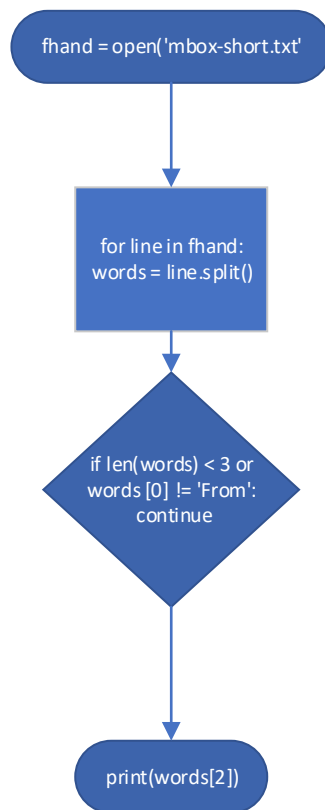 fhand = open('mbox-short.txt'
for line in fhand:
words = line.split()
if len(words) < 3 or
words [0] != 'From':
continue
print(words[2])